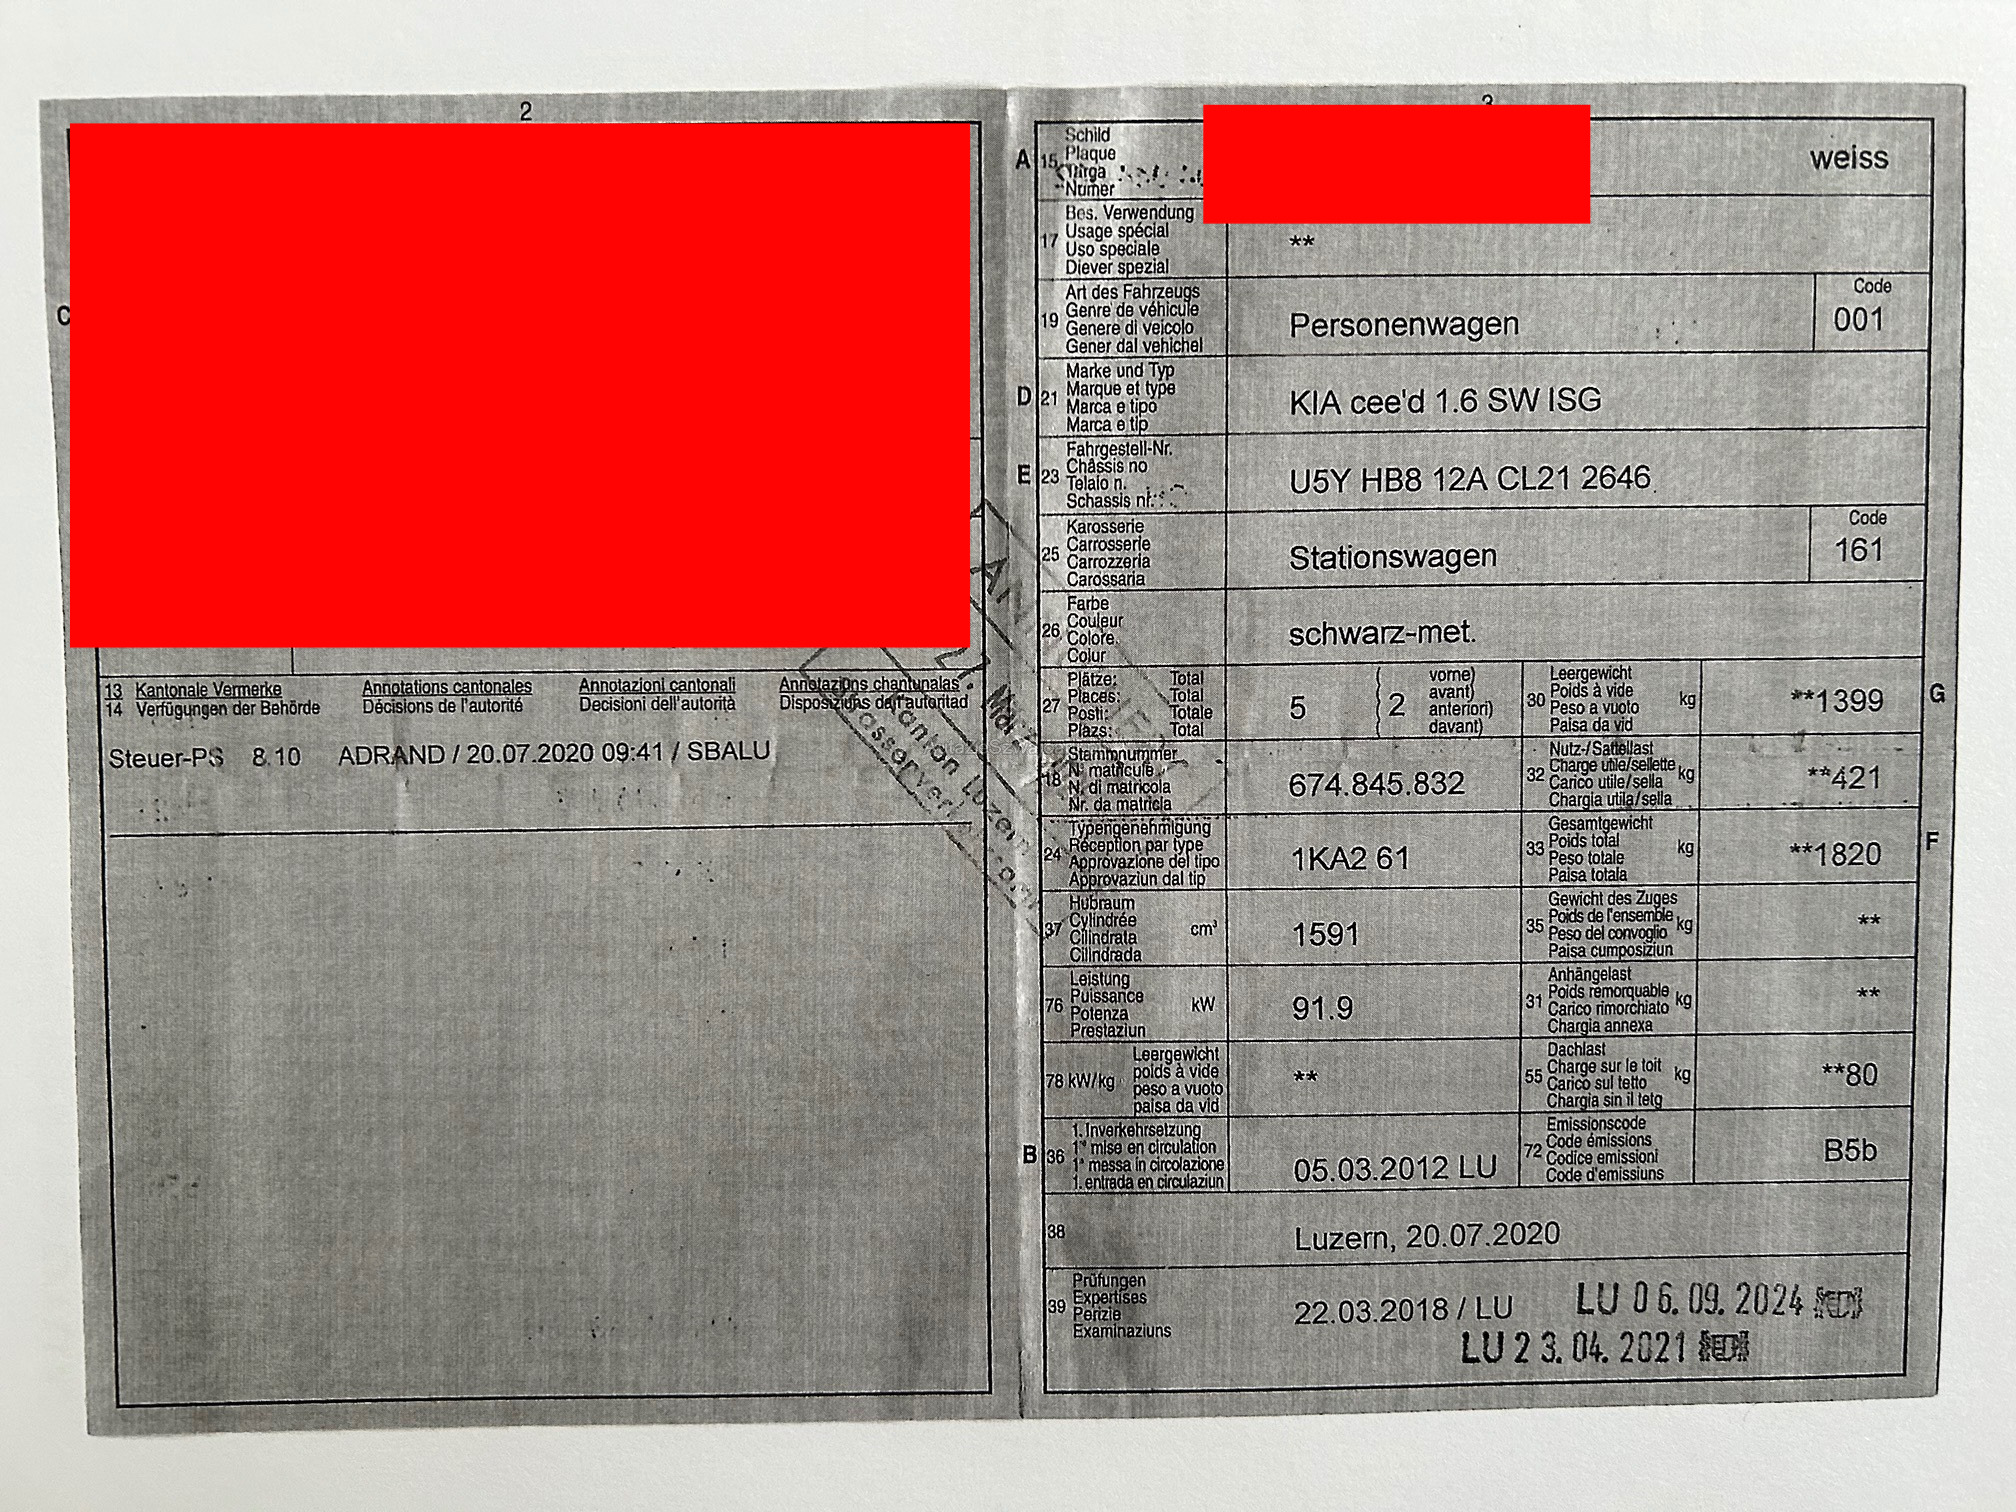 2
C
13 Kantonale Vermerke Annotations cantonales Annotazioni cantonali Annotaziuns chantunalas
14 Verfügungen der Behörde Décisions de l'autorité Decisioni dell'autorità Disposiziuns da l'autoritad
Steuer-PS 8.10 ADRAND / 20.07.2020 09:41 / SBALU
Kanton Luzern
3
A 15
Schild
Plaque
Targa
Numer
weiss
17
Bes. Verwendung
Usage spécial
Uso speciale
Diever spezial
**
19
Art des Fahrzeugs
Genre de véhicule
Genere di veicolo
Gener dal vehichel
Personenwagen
Code
001
D 21
Marke und Typ
Marque et type
Marca e tipo
Marca e tip
KIA cee'd 1.6 SW ISG
E 23
Fahrgestell-Nr.
Châssis no
Telaio n.
Schassis nr.
U5Y HB8 12A CL21 2646
25
Karosserie
Carrosserie
Carrozzeria
Carossaria
Stationswagen
Code
161
26
Farbe
Couleur
Colore
Colur
schwarz-met.
27
Plätze: Total
Places: Total
Posti: Totale
Plazs: Total
5
( 2
vorne)
avant)
anteriori)
davant)
30
Leergewicht
Poids à vide
Peso a vuoto
Paisa da vid
kg
**1399
G
18
Stammnummer
N° matricule
N. di matricola
Nr. da matricla
674.845.832
32
Nutz-/Sattellast
Charge utile/sellette
Carico utile/sella
Chargia utila/sella
kg
**421
24
Typengenehmigung
Réception par type
Approvazione del tipo
Approvaziun dal tip
1KA2 61
33
Gesamtgewicht
Poids total
Peso totale
Paisa totala
kg
**1820
F
37
Hubraum
Cylindrée
Cilindrata
Cilindrada
cm³
1591
35
Gewicht des Zuges
Poids de l'ensemble
Peso del convoglio
Paisa cumposiziun
kg
**
76
Leistung
Puissance
Potenza
Prestaziun
kW
91.9
31
Anhängelast
Poids remorquable
Carico rimorchiato
Chargia annexa
kg
**
78 kW/kg
Leergewicht
poids à vide
peso a vuoto
paisa da vid
**
55
Dachlast
Charge sur le toit
Carico sul tetto
Chargia sin il tetg
kg
**80
B 36
1. Inverkehrsetzung
1re mise en circulation
1a messa in circolazione
1. entrada en circulaziun
05.03.2012 LU
72
Emissionscode
Code émissions
Codice emissioni
Code d'emissiuns
B5b
38
Luzern, 20.07.2020
39
Prüfungen
Expertises
Perizie
Examinaziuns
22.03.2018 / LU
LU 06.09.2024
LU 23.04.2021